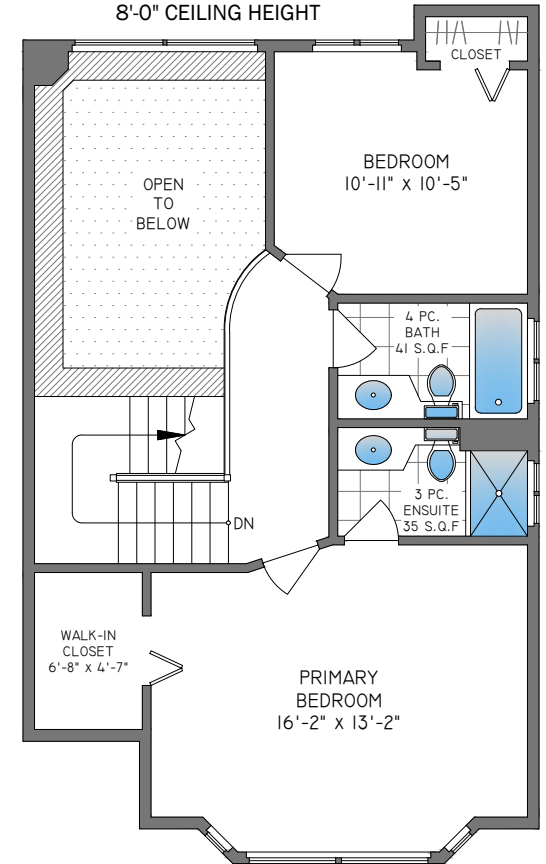 8'-0" CEILING HEIGHT
CLOSET
BEDROOM
10'-11" X 10'-5"
OPEN
TO
BELOW
4 PC.
BATH
41 S.Q.F
DN
3 PC.
ENSUITE
35 S.Q.F
WALK-IN
CLOSET
6'-8" X 4'-7"
PRIMARY
BEDROOM
16'-2" X 13'-2"